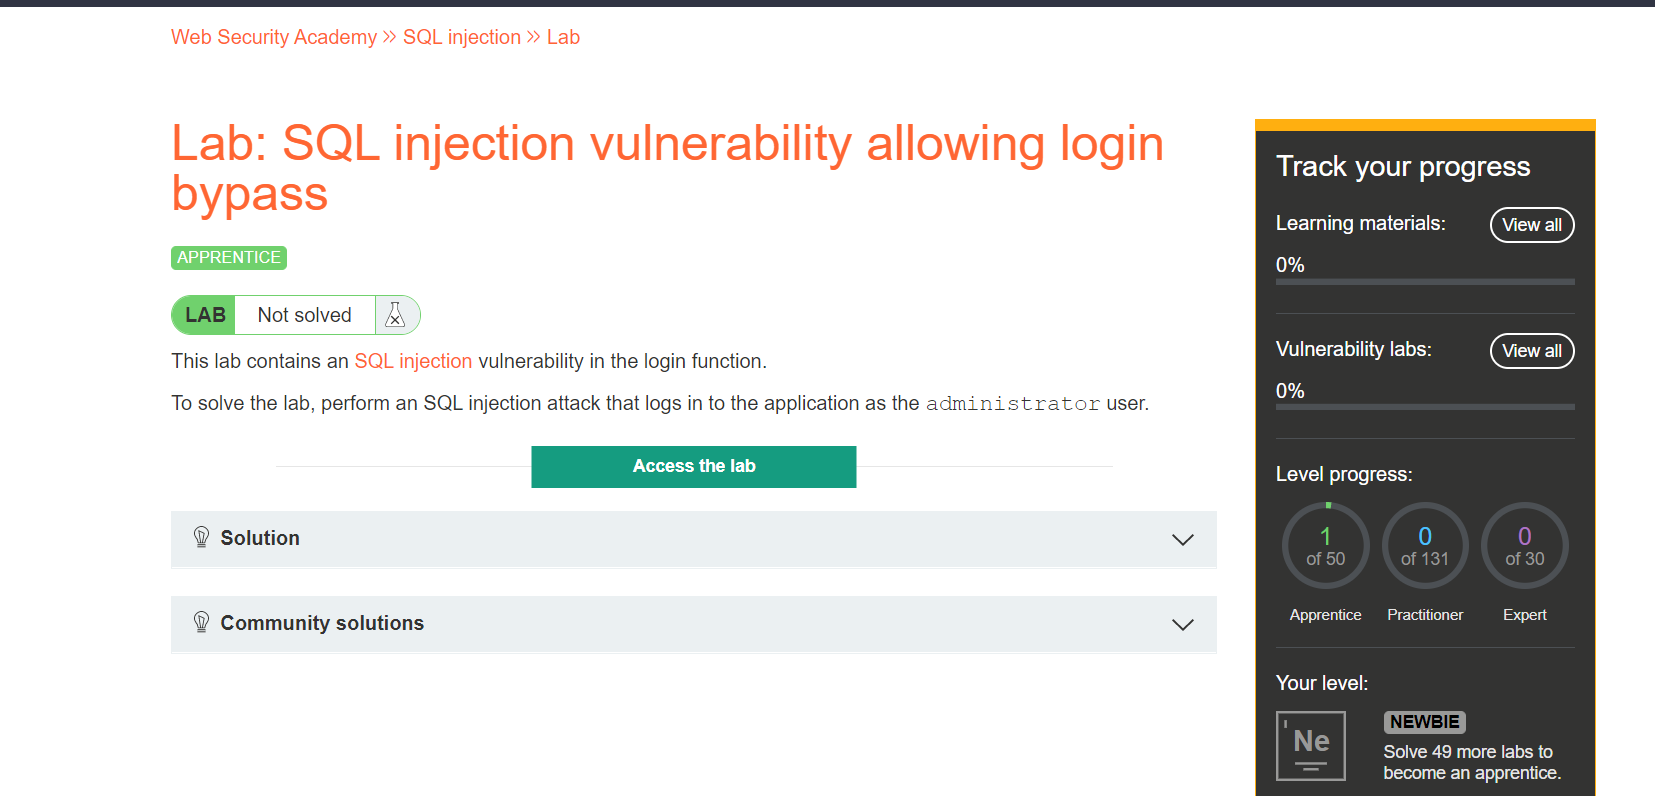 Web Security Academy » SQL injection » Lab
Lab: SQL injection vulnerability allowing login
bypass
APPRENTICE
LAB Not solved
This lab contains an SQL injection vulnerability in the login function.
To solve the lab, perform an SQL injection attack that logs in to the application as the administrator user.
Access the lab
Solution
Community solutions
Track your progress
Learning materials: View all
0%
Vulnerability labs: View all
0%
Level progress:
1 0 0
of 50 of 131 of 30
Apprentice Practitioner Expert
Your level:
Ne
NEWBIE
Solve 49 more labs to
become an apprentice.